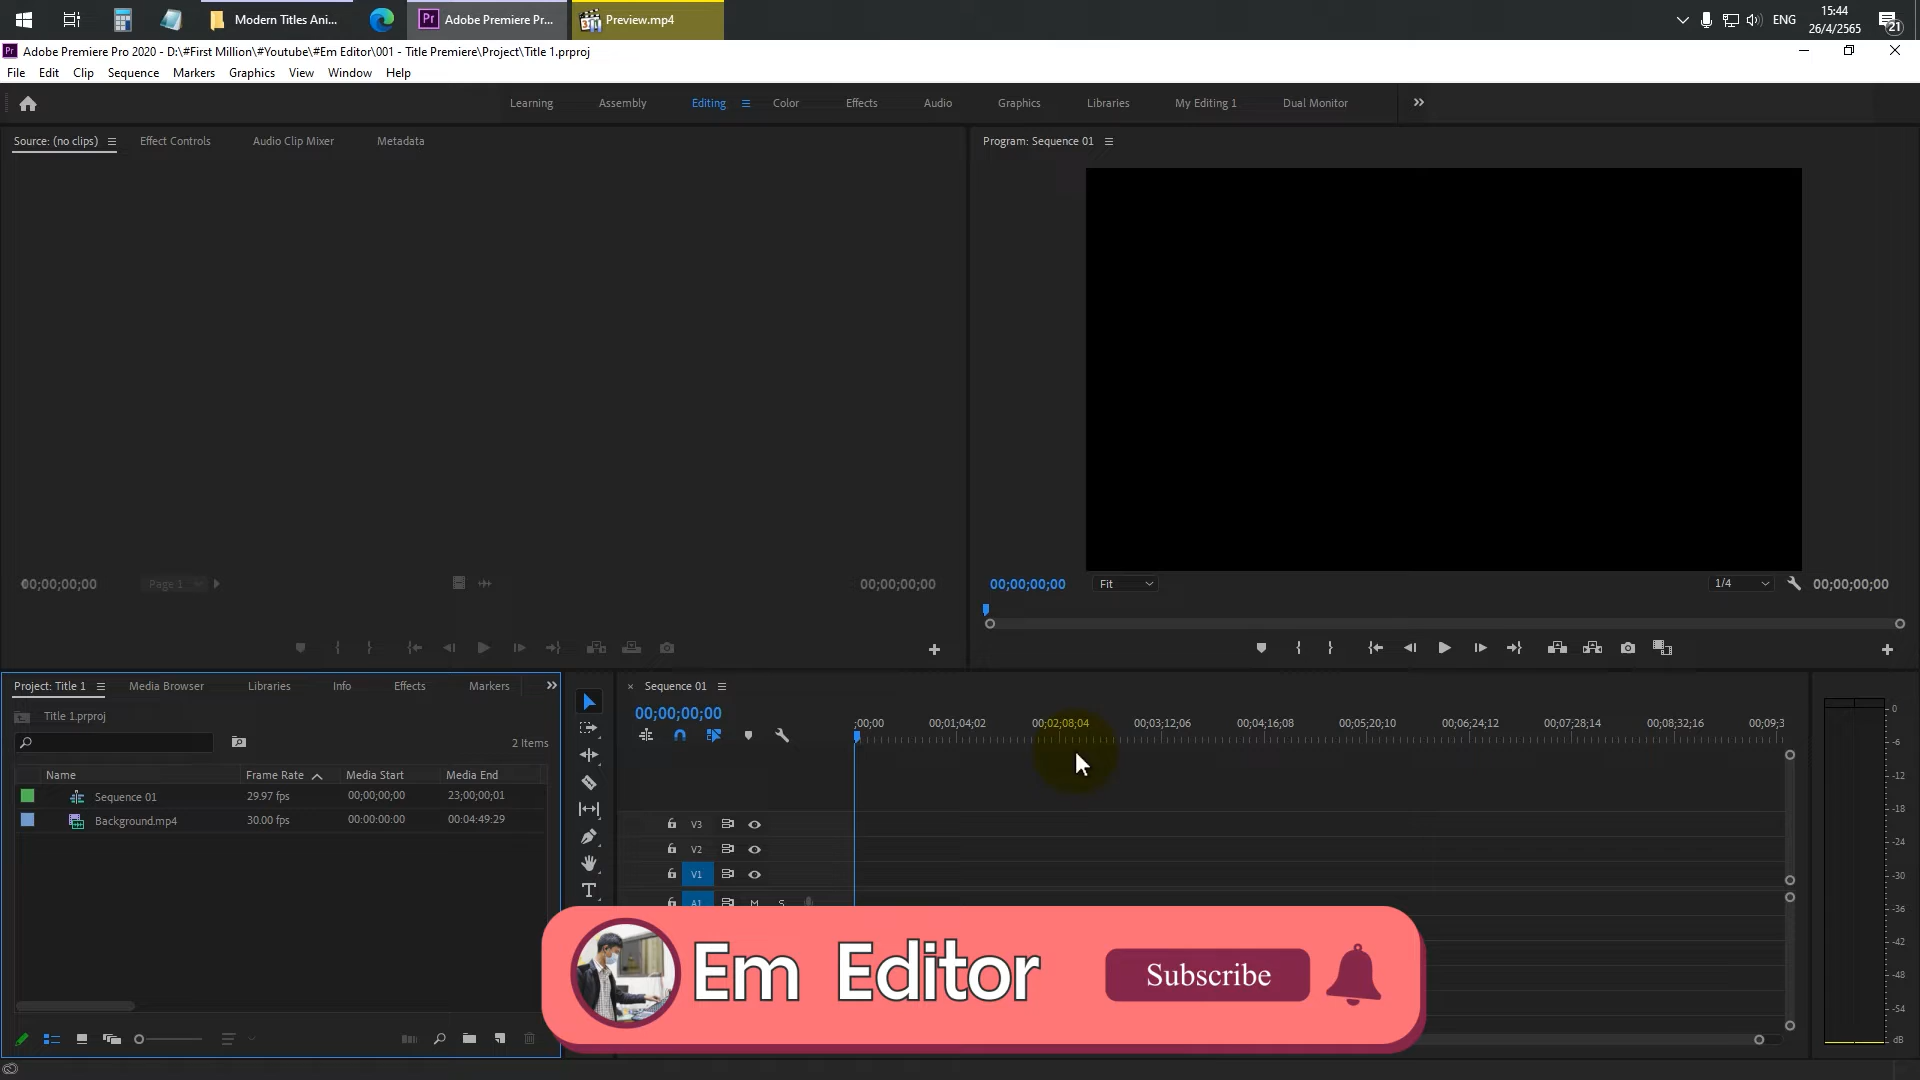 Modern Titles Ani...
Adobe Premiere Pr...
Preview.mp4
ENG
15:44
26/4/2565
21
Adobe Premiere Pro 2020 - D:\#First Million\#Youtube\#Em Editor\001 - Title Premiere\Project\Title 1.prproj
File Edit Clip Sequence Markers Graphics View Window Help
Learning Assembly Editing Color Effects Audio Graphics Libraries My Editing 1 Dual Monitor
Source: (no clips) Effect Controls Audio Clip Mixer Metadata
Program: Sequence 01
00;00;00;00 Page 1 00;00;00;00
00;00;00;00 Fit 1/4 00;00;00;00
Project: Title 1 Media Browser Libraries Info Effects Markers
Title 1.prproj
2 Items
Name Frame Rate Media Start Media End
Sequence 01 29.97 fps 00;00;00;00 23;00;00;01
Background.mp4 30.00 fps 00:00:00:00 00:04:49:29
Sequence 01
00;00;00;00
;00;00 00;01;04;02 00;02;08;04 00;03;12;06 00;04;16;08 00;05;20;10 00;06;24;12 00;07;28;14 00;08;32;16 00;09;3
V3
V2
V1
A1 M S
0
-6
-12
-18
-24
-30
-36
-42
-48
-54
dB
Em Editor
Subscribe